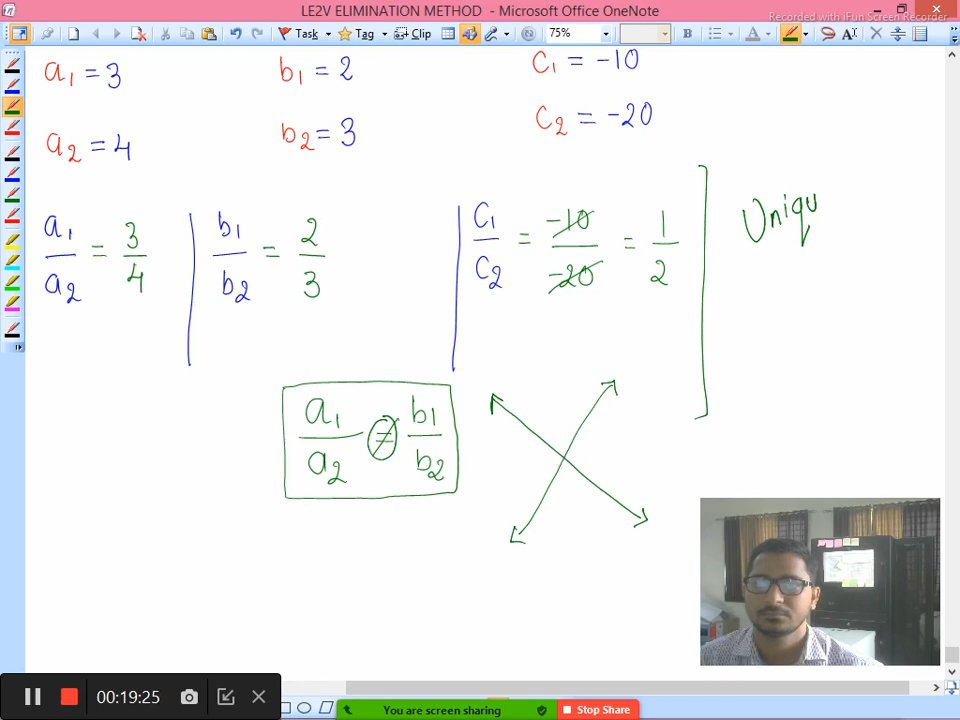 LE2V ELIMINATION METHOD - Microsoft Office OneNote
Recorded with iFun Screen Recorder
Task Tag Clip 75% B A
a1 = 3 b1 = 2 C1 = -10
a2 = 4 b2 = 3 C2 = -20
a1/a2 = 3/4 b1/b2 = 2/3 C1/C2 = -10/-20 = 1/2 Uniqu
a1/a2 ≠ b1/b2
00:19:25
You are screen sharing Stop Share